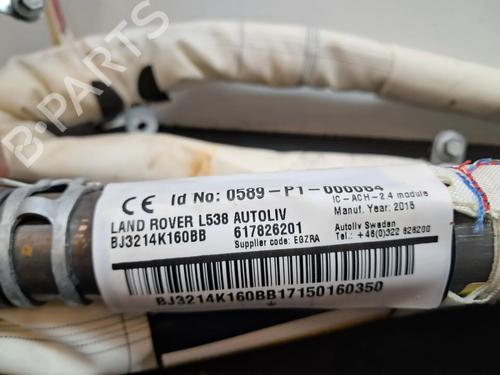 B-PARTS
CE Id No: 0589-P1-000064
IC-ACH-2.4 module
LAND ROVER L538 AUTOLIV
Manuf. Year: 2015
BJ3214K160BB 617826201
Autoliv Sweden
Supplier code: EGZRA
Tel.: +46(0)322 626200
BJ3214K160BB17150160350